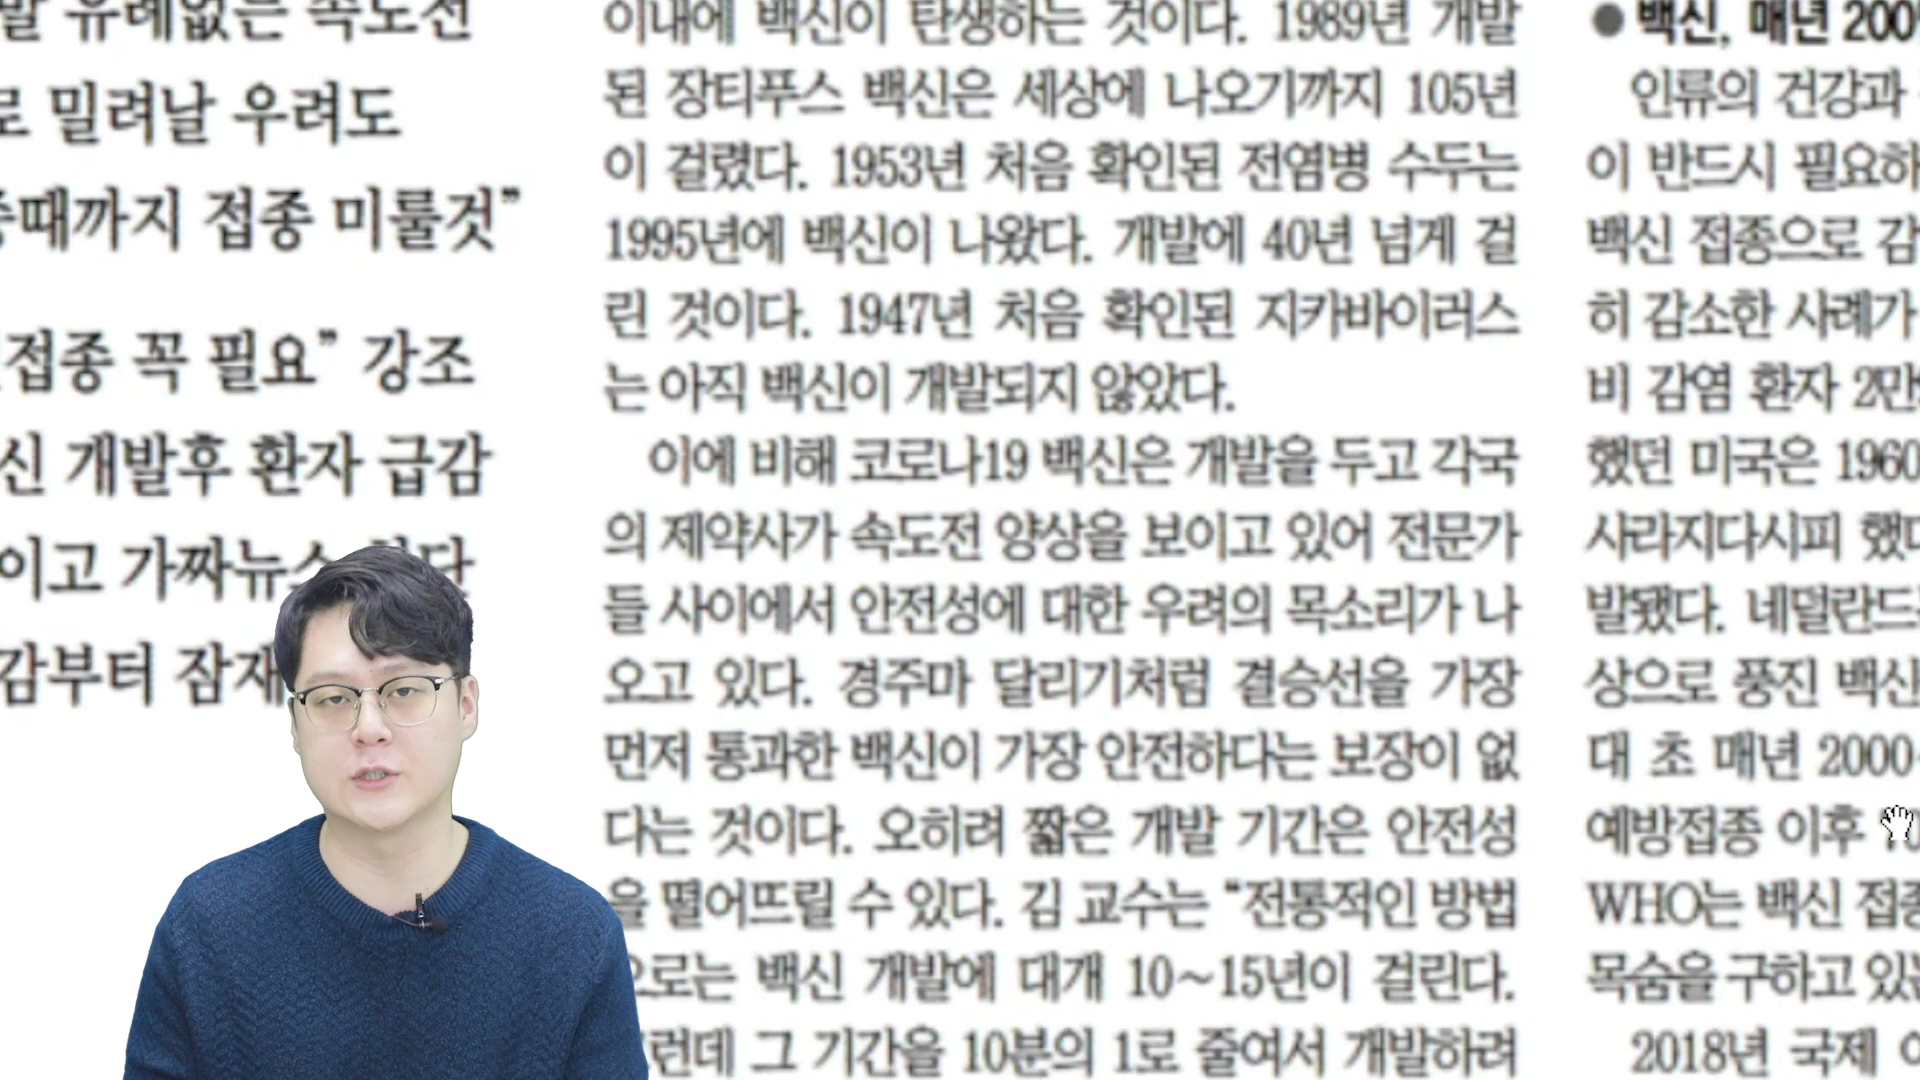 발 유례없는 속도전
로 밀려날 우려도
때까지 접종 미룰것”
접종 꼭 필요” 강조
신 개발후 환자 급감
이고 가짜뉴스 차단
감부터 잠재
이내에 백신이 탄생하는 것이다. 1989년 개발
된 장티푸스 백신은 세상에 나오기까지 105년
이 걸렸다. 1953년 처음 확인된 전염병 수두는
1995년에 백신이 나왔다. 개발에 40년 넘게 걸
린 것이다. 1947년 처음 확인된 지카바이러스
는 아직 백신이 개발되지 않았다.
이에 비해 코로나19 백신은 개발을 두고 각국
의 제약사가 속도전 양상을 보이고 있어 전문가
들 사이에서 안전성에 대한 우려의 목소리가 나
오고 있다. 경주마 달리기처럼 결승선을 가장
먼저 통과한 백신이 가장 안전하다는 보장이 없
다는 것이다. 오히려 짧은 개발 기간은 안전성
을 떨어뜨릴 수 있다. 김 교수는 “전통적인 방법
으로는 백신 개발에 대개 10~15년이 걸린다.
런데 그 기간을 10분의 1로 줄여서 개발하려
● 백신, 매년 200
인류의 건강과
이 반드시 필요하
백신 접종으로 감
히 감소한 사례가
비 감염 환자 2만
했던 미국은 1960
사라지다시피 했다
발됐다. 네덜란드
상으로 풍진 백신
대 초 매년 2000
예방접종 이후
WHO는 백신 접종
목숨을 구하고 있는
2018년 국제